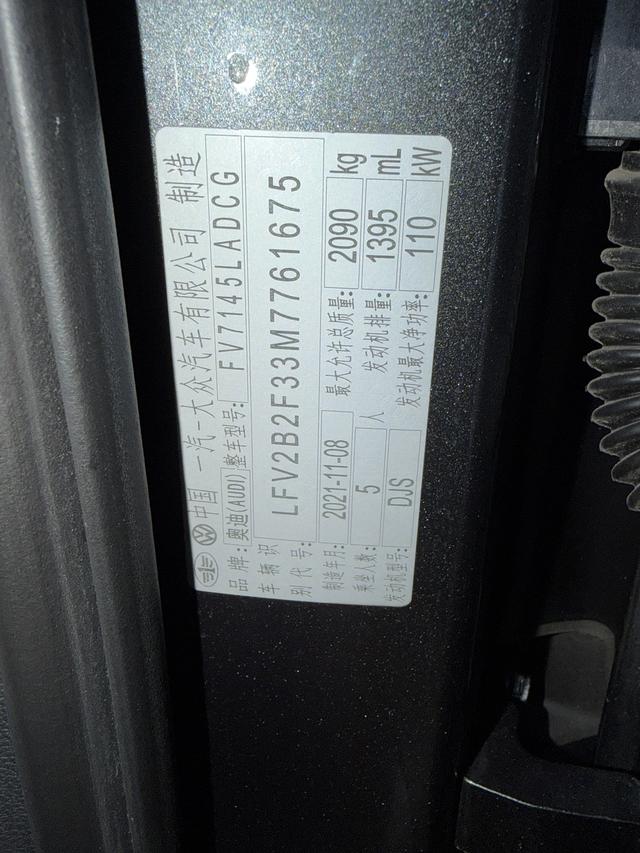 中国 一汽-大众汽车有限公司 制造
品牌: 奥迪(AUDI) 整车型号: FV7145LADCG
车辆识别代号: LFV2B2F33M7761675
制造年月: 2021-11-08 最大允许总质量: 2090 kg
乘坐人数: 5 人 发动机排量: 1395 mL
发动机型号: DJS 发动机最大净功率: 110 kW